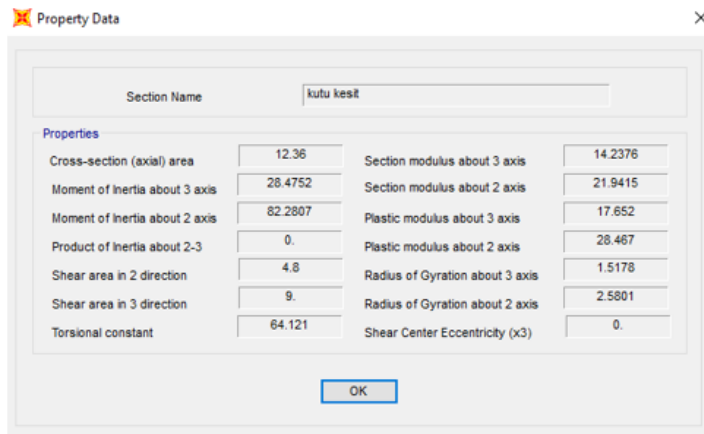 Property Data
Section Name kutu kesit
Properties
Cross-section (axial) area 12.36 Section modulus about 3 axis 14.2376
Moment of Inertia about 3 axis 28.4752 Section modulus about 2 axis 21.9415
Moment of Inertia about 2 axis 82.2807 Plastic modulus about 3 axis 17.652
Product of Inertia about 2-3 0. Plastic modulus about 2 axis 28.467
Shear area in 2 direction 4.8 Radius of Gyration about 3 axis 1.5178
Shear area in 3 direction 9. Radius of Gyration about 2 axis 2.5801
Torsional constant 64.121 Shear Center Eccentricity (x3) 0.
OK